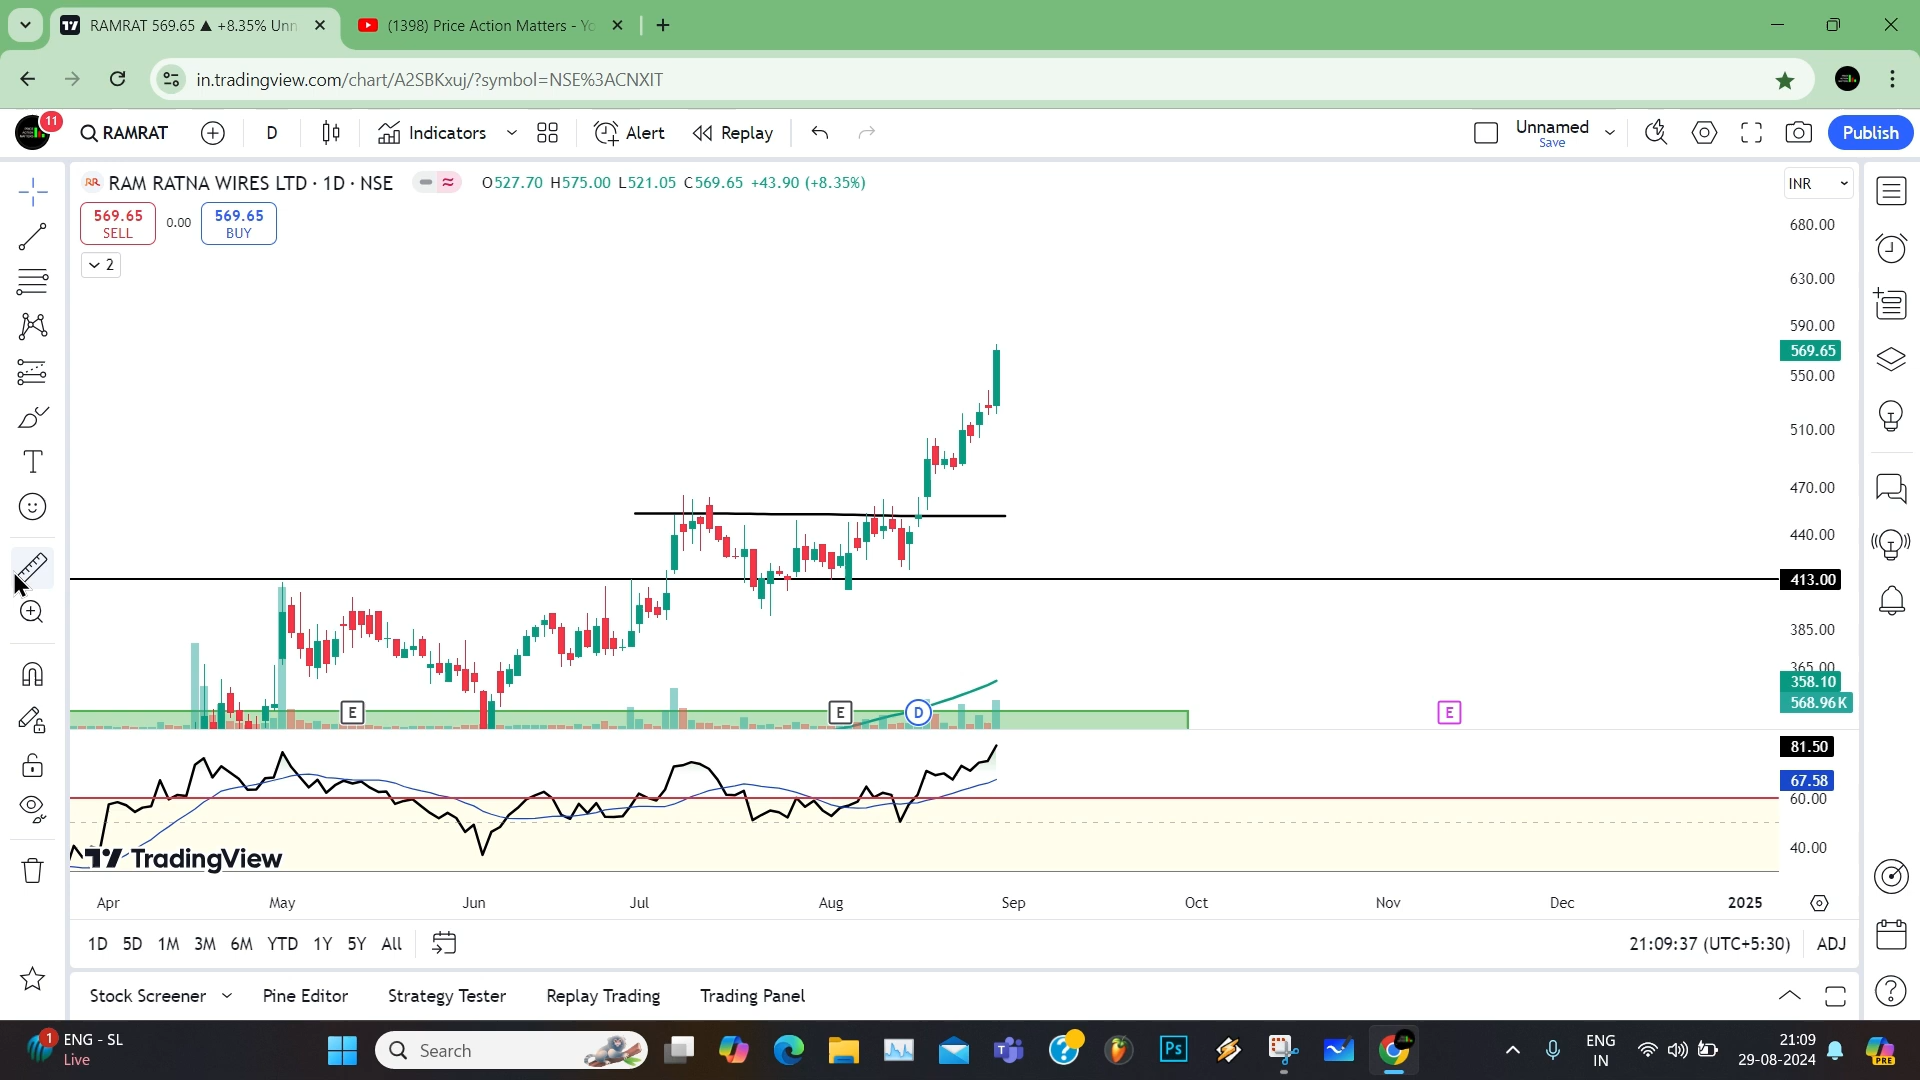 RAMRAT 569.65 ▲ +8.35% Unn
(1398) Price Action Matters - Yo
in.tradingview.com/chart/A2SBKxuj/?symbol=NSE%3ACNXIT
11
RAMRAT
D
Indicators
Alert
Replay
Unnamed
Save
Publish
RAM RATNA WIRES LTD · 1D · NSE
O527.70 H575.00 L521.05 C569.65 +43.90 (+8.35%)
INR
569.65
SELL
0.00
569.65
BUY
2
680.00
630.00
590.00
569.65
550.00
510.00
470.00
440.00
413.00
385.00
365.00
358.10
568.96K
E
E
D
E
81.50
67.58
60.00
40.00
TradingView
Apr
May
Jun
Jul
Aug
Sep
Oct
Nov
Dec
2025
1D
5D
1M
3M
6M
YTD
1Y
5Y
All
21:09:37 (UTC+5:30)
ADJ
Stock Screener
Pine Editor
Strategy Tester
Replay Trading
Trading Panel
1
ENG - SL
Live
Search
Ps
ENG
IN
21:09
29-08-2024
PRE